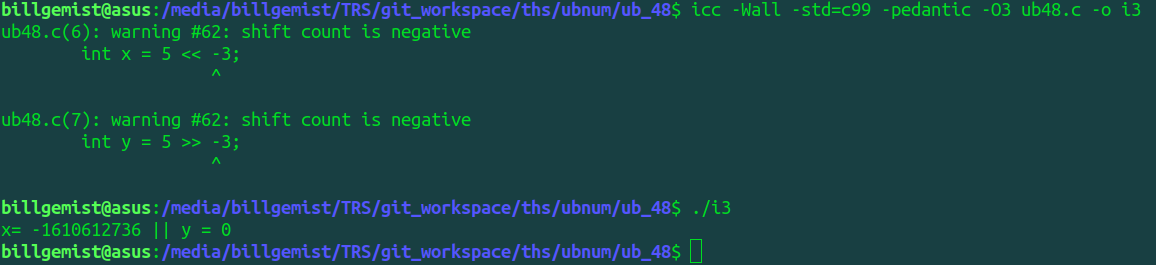 billgemist@asus:/media/billgemist/TRS/git_workspace/ths/ubnum/ub_48$ icc -Wall -std=c99 -pedantic -O3 ub48.c -o i3
ub48.c(6): warning #62: shift count is negative
        int x = 5 << -3;
                     ^

ub48.c(7): warning #62: shift count is negative
        int y = 5 >> -3;
                     ^

billgemist@asus:/media/billgemist/TRS/git_workspace/ths/ubnum/ub_48$ ./i3
x= -1610612736 || y = 0
billgemist@asus:/media/billgemist/TRS/git_workspace/ths/ubnum/ub_48$